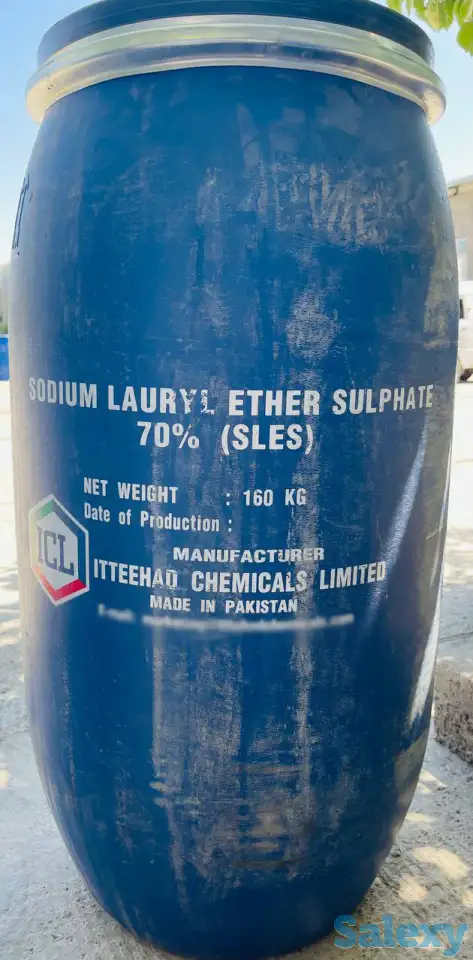 SODIUM LAURYL ETHER SULPHATE
70% (SLES)
NET WEIGHT : 160 KG
Date of Production :
MANUFACTURER
ICL
ITTEEHAD CHEMICALS LIMITED
MADE IN PAKISTAN
Salexy